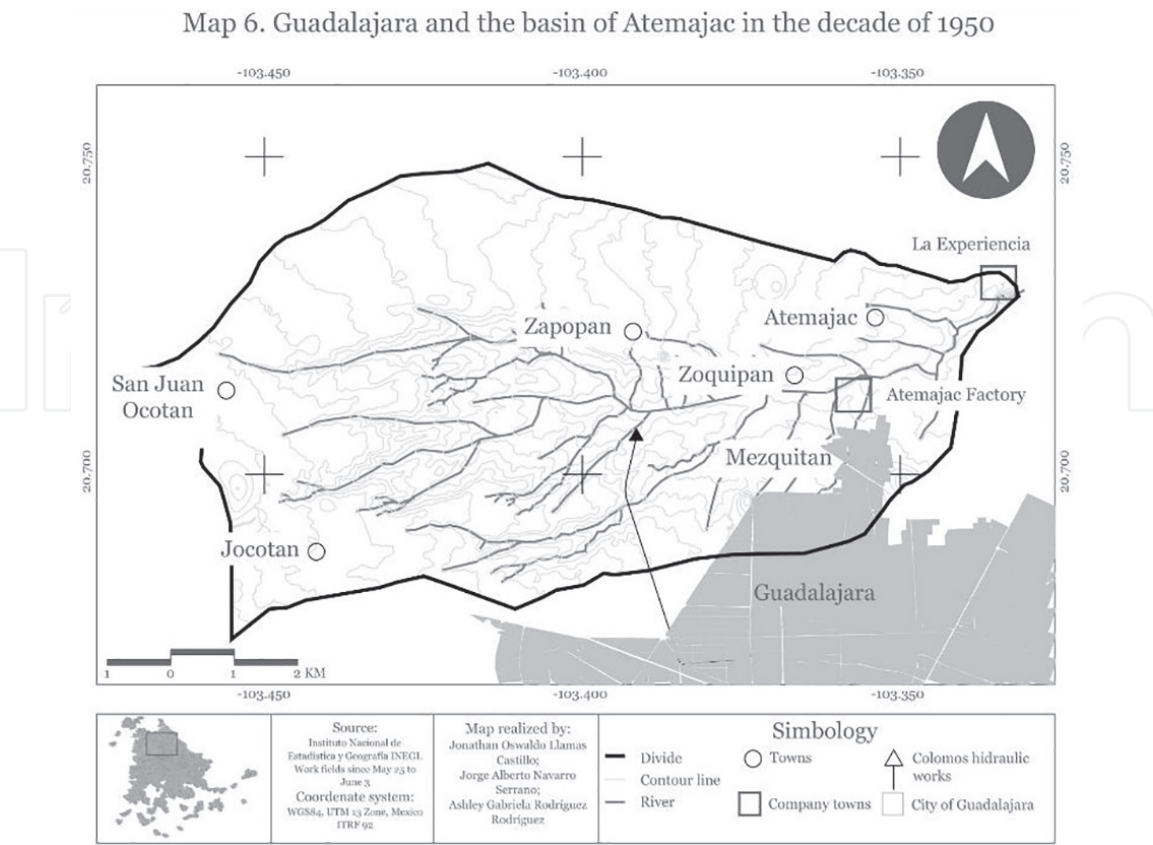 Map 6. Guadalajara and the basin of Atemajac in the decade of 1950
-103.450
-103.400
-103.350
20.750
20.750
La Experiencia
Zapopan
Atemajac
San Juan
Ocotan
Zoquipan
Atemajac Factory
Mezquitan
20.700
20.700
Jocotan
Guadalajara
1 0 1 2 KM
-103.450
-103.400
-103.350
Source:
Instituto Nacional de
Estadistica y Geografia INEGI.
Work fields since May 25 to
June 3
Coordenate system:
WGS84, UTM 13 Zone, Mexico
ITRF 92
Map realized by:
Jonathan Oswaldo Llamas
Castillo;
Jorge Alberto Navarro
Serrano;
Ashley Gabriela Rodríguez
Rodríguez
Simbology
Divide
Contour line
River
Towns
Company towns
Colomos hidraulic
works
City of Guadalajara